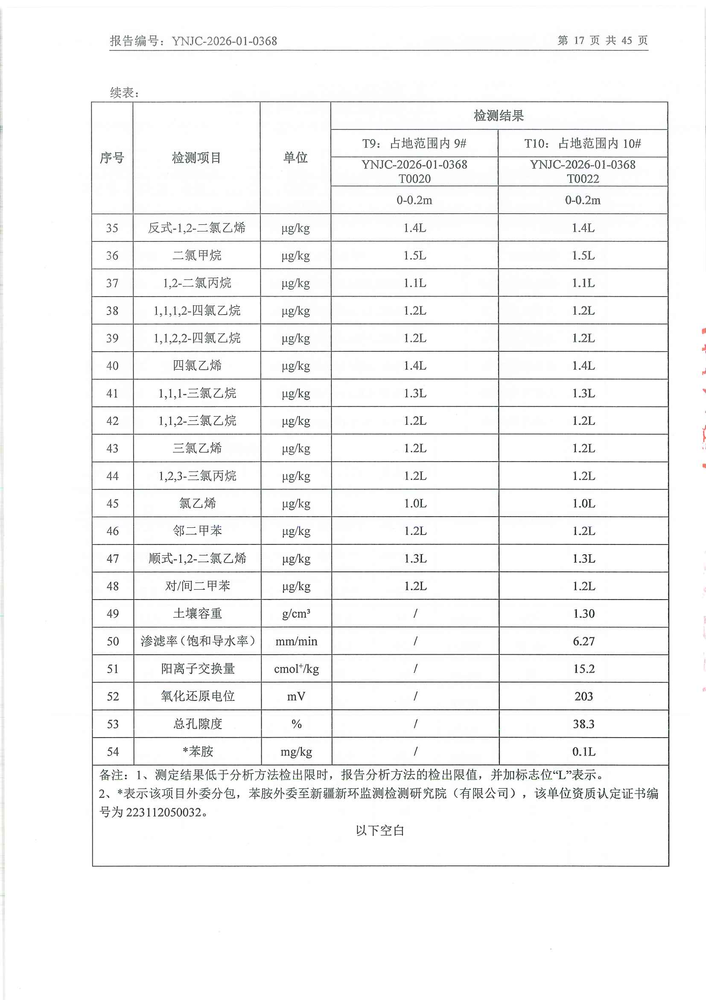 报告编号：YNJC-2026-01-0368 第 17 页 共 45 页
续表：
序号 检测项目 单位 检测结果
T9：占地范围内 9# T10：占地范围内 10#
YNJC-2026-01-0368 YNJC-2026-01-0368
T0020 T0022
0-0.2m 0-0.2m
35 反式-1,2-二氯乙烯 μg/kg 1.4L 1.4L
36 二氯甲烷 μg/kg 1.5L 1.5L
37 1,2-二氯丙烷 μg/kg 1.1L 1.1L
38 1,1,1,2-四氯乙烷 μg/kg 1.2L 1.2L
39 1,1,2,2-四氯乙烷 μg/kg 1.2L 1.2L
40 四氯乙烯 μg/kg 1.4L 1.4L
41 1,1,1-三氯乙烷 μg/kg 1.3L 1.3L
42 1,1,2-三氯乙烷 μg/kg 1.2L 1.2L
43 三氯乙烯 μg/kg 1.2L 1.2L
44 1,2,3-三氯丙烷 μg/kg 1.2L 1.2L
45 氯乙烯 μg/kg 1.0L 1.0L
46 邻二甲苯 μg/kg 1.2L 1.2L
47 顺式-1,2-二氯乙烯 μg/kg 1.3L 1.3L
48 对/间二甲苯 μg/kg 1.2L 1.2L
49 土壤容重 g/cm³ / 1.30
50 渗滤率（饱和导水率） mm/min / 6.27
51 阳离子交换量 cmol⁺/kg / 15.2
52 氧化还原电位 mV / 203
53 总孔隙度 % / 38.3
54 *苯胺 mg/kg / 0.1L
备注：1、测定结果低于分析方法检出限时，报告分析方法的检出限值，并加标志位“L”表示。
2、*表示该项目外委分包，苯胺外委至新疆新环监测检测研究院（有限公司），该单位资质认定证书编
号为 223112050032。
以下空白